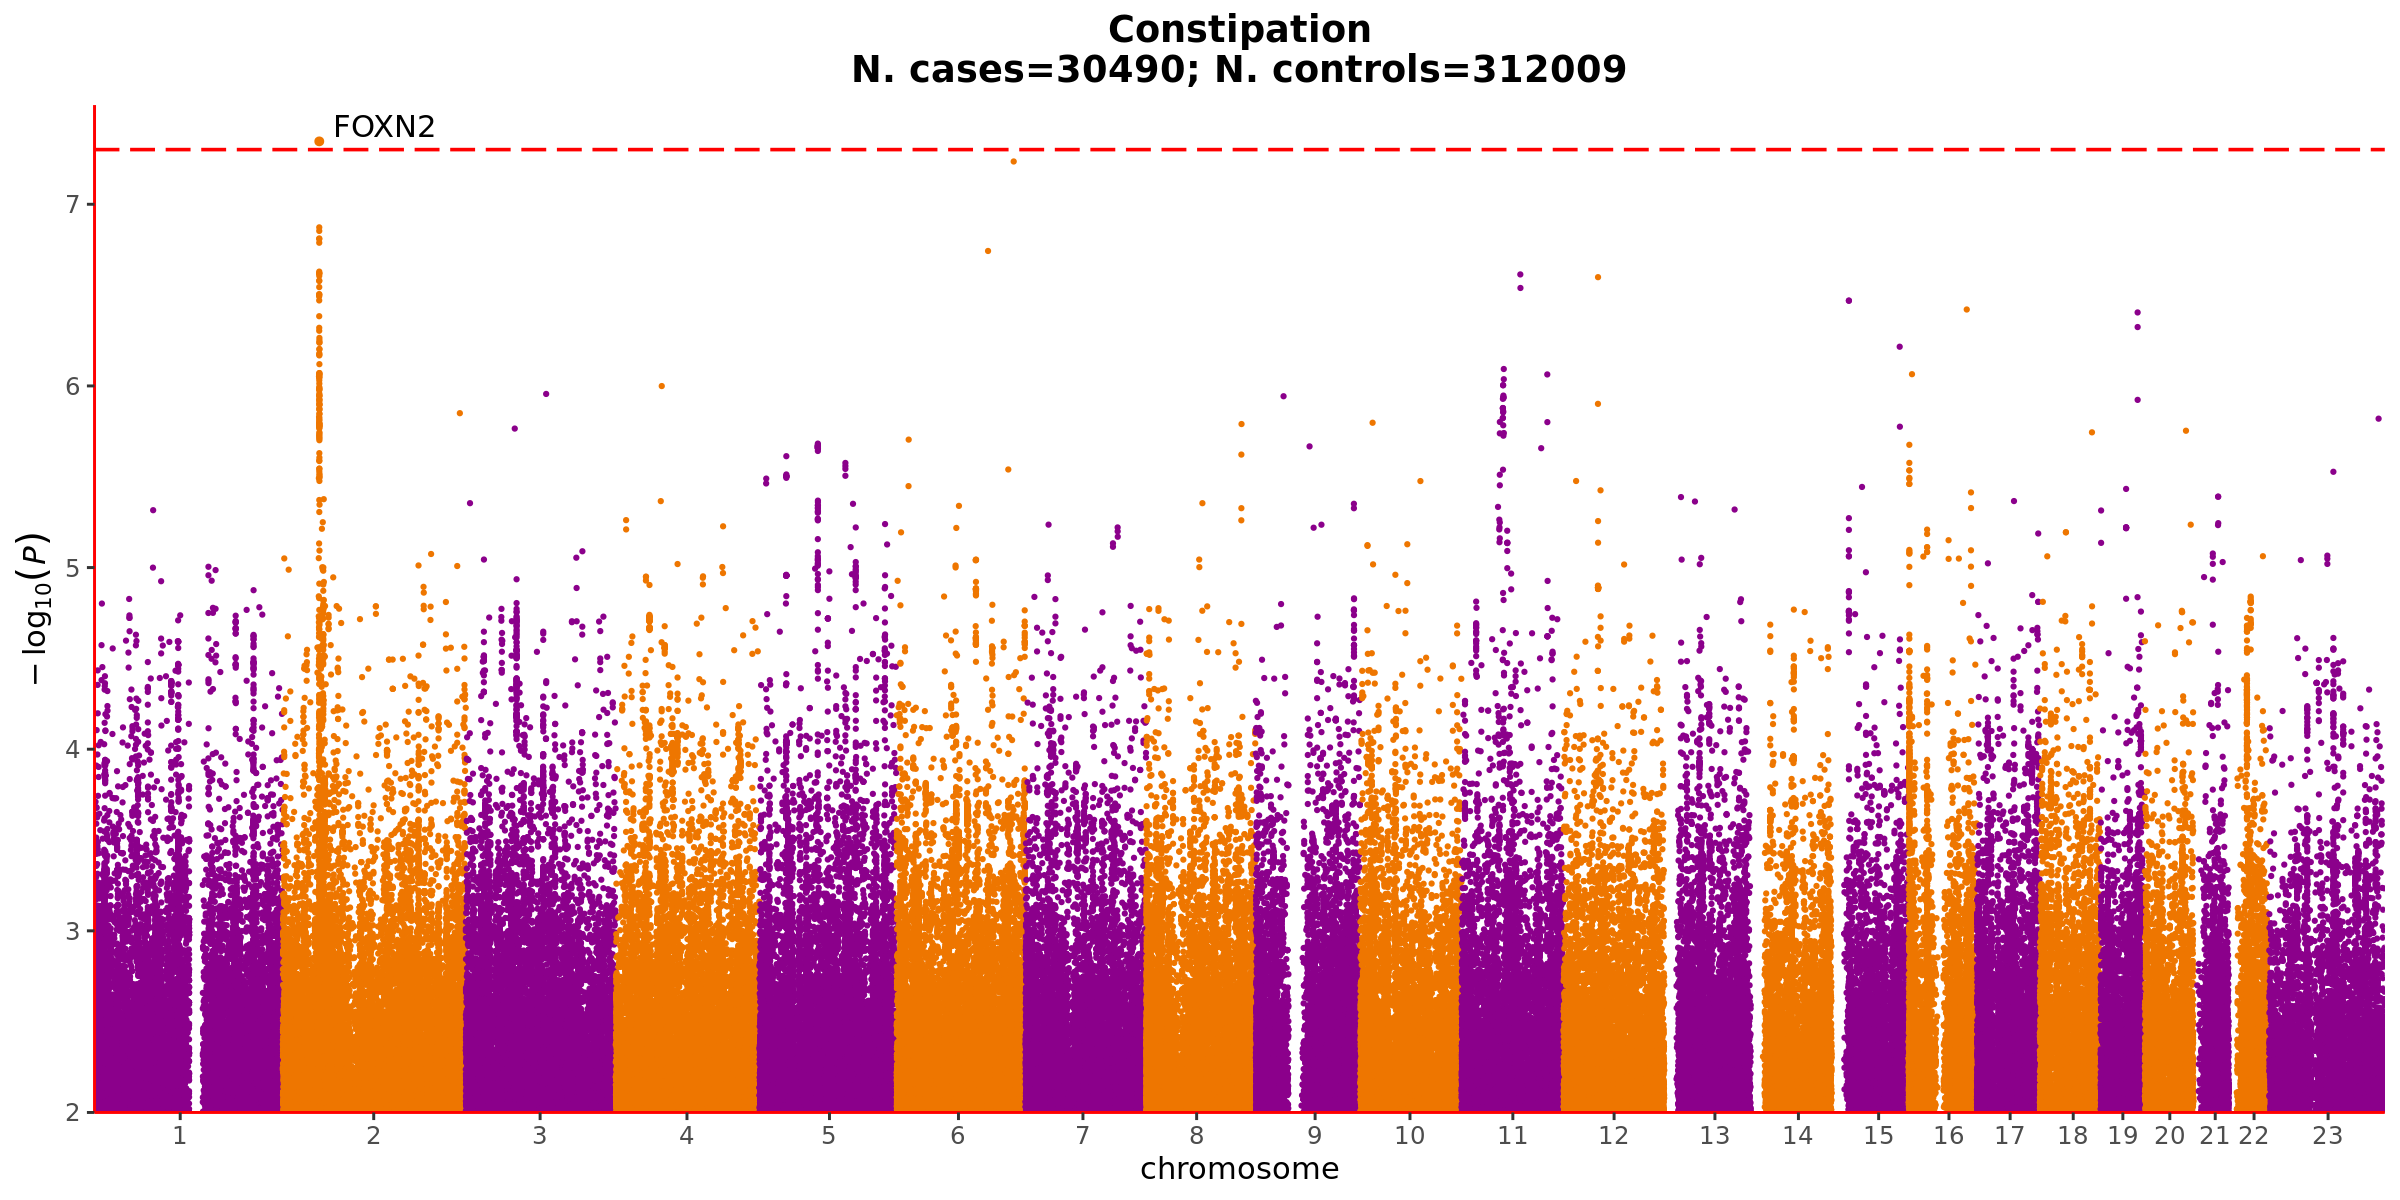 Constipation
N. cases=30490; N. controls=312009
FOXN2
7
6
5
4
3
2
− log10(P)
1 2 3 4 5 6 7 8 9 10 11 12 13 14 15 16 17 18 19 20 21 22 23
chromosome